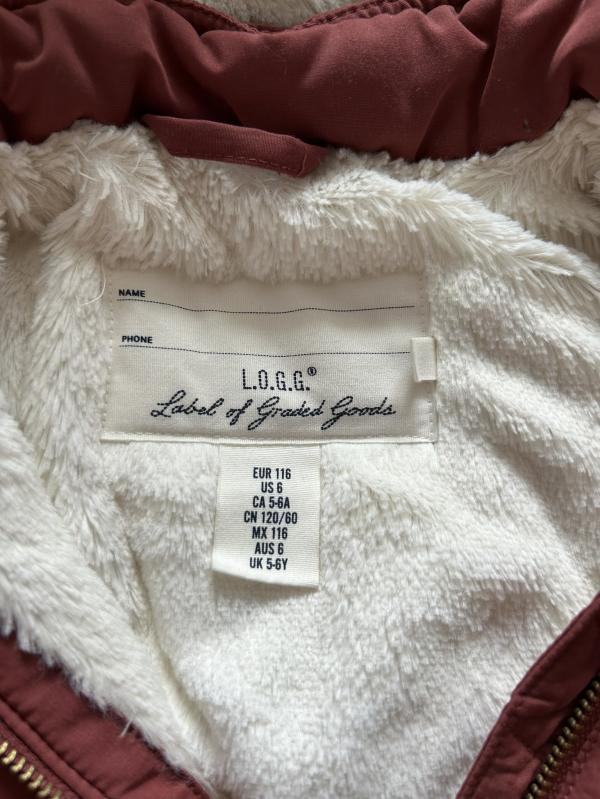 NAME
PHONE
L.O.G.G.®
Label of Graded Goods
EUR 116
US 6
CA 5-6A
CN 120/60
MX 116
AUS 6
UK 5-6Y